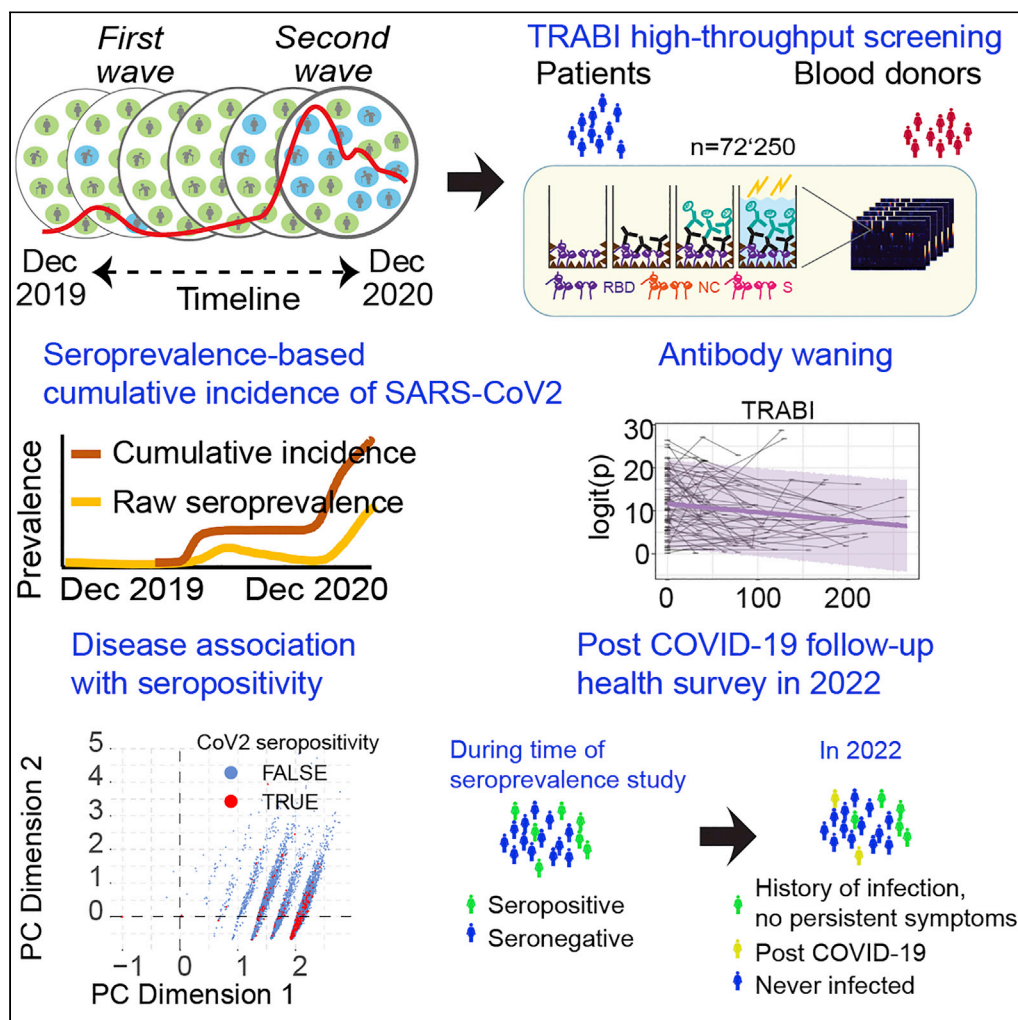 First
wave
Second
wave
Dec
2019
Timeline
Dec
2020
TRABI high-throughput screening
Patients
Blood donors
n=72'250
RBD
NC
S
Seroprevalence-based
cumulative incidence of SARS-CoV2
Prevalence
Cumulative incidence
Raw seroprevalence
Dec 2019
Dec 2020
Antibody waning
TRABI
logit(p)
30
20
10
0
0
100
200
Disease association
with seropositivity
PC Dimension 2
5
4
3
2
1
0
CoV2 seropositivity
FALSE
TRUE
−1
0
1
2
PC Dimension 1
Post COVID-19 follow-up
health survey in 2022
During time of
seroprevalence study
In 2022
Seropositive
Seronegative
History of infection,
no persistent symptoms
Post COVID-19
Never infected